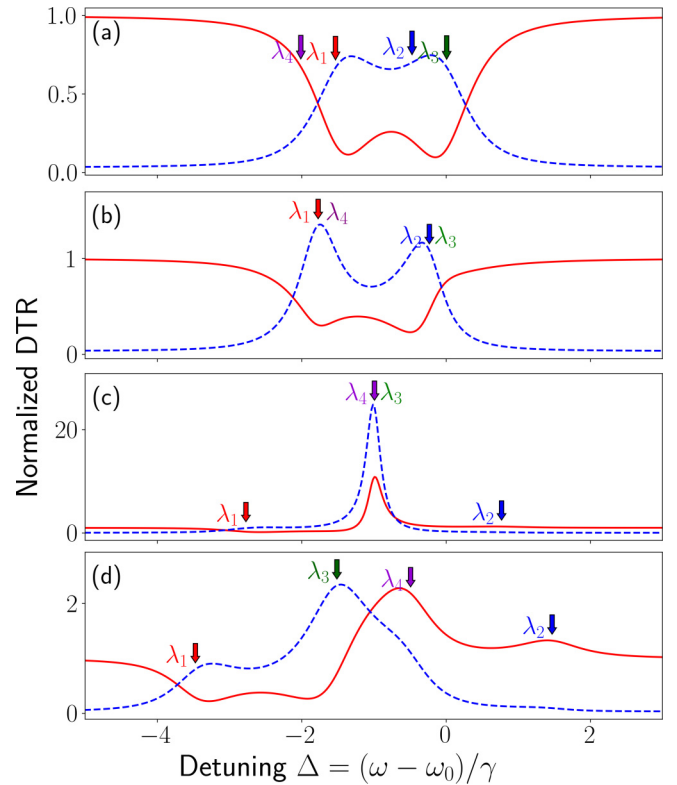 (a)
1.0
0.5
0.0
λ4 λ1 λ2 λ3
(b)
1
0
λ1 λ4 λ2 λ3
(c)
20
0
λ4 λ3
λ1 λ2
(d)
2
0
λ3 λ4
λ1 λ2
−4 −2 0 2
Normalized DTR
Detuning Δ = (ω − ω₀)/γ